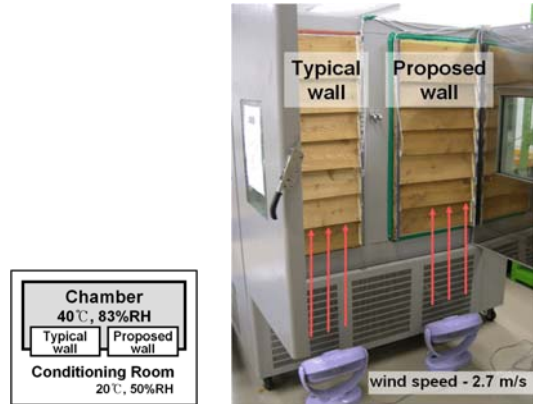 Chamber
40℃, 83%RH
Typical wall
Proposed wall
Conditioning Room
20℃, 50%RH
Typical wall
Proposed wall
wind speed - 2.7 m/s